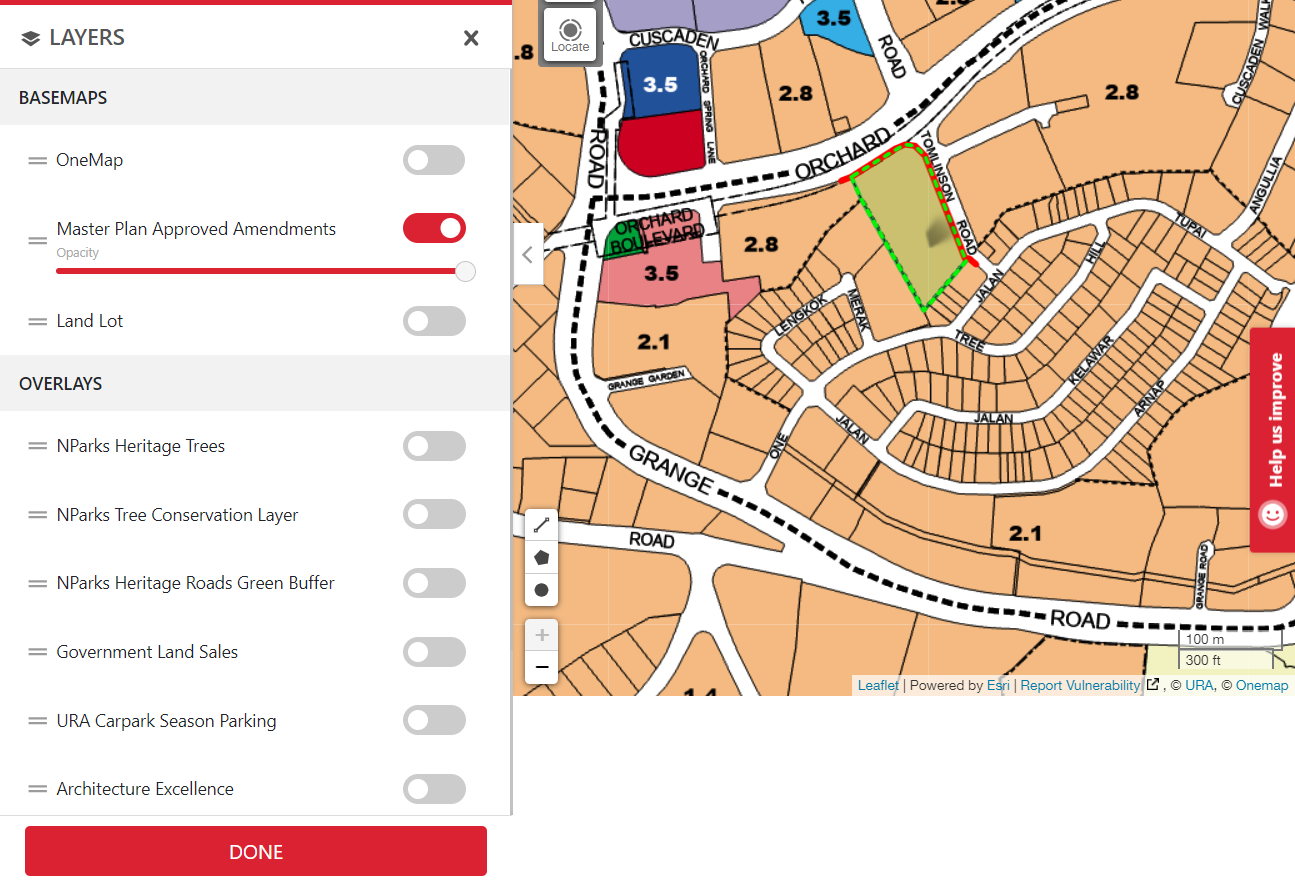 LAYERS
BASEMAPS
OneMap
Master Plan Approved Amendments
Opacity
Land Lot
OVERLAYS
NParks Heritage Trees
NParks Tree Conservation Layer
NParks Heritage Roads Green Buffer
Government Land Sales
URA Carpark Season Parking
Architecture Excellence
DONE
Locate
.8
CUSCADEN
3.5
ROAD
CUSCADEN WALK
3.5
ORCHARD SPRING LANE
2.8
2.8
ROAD
ORCHARD
TOMLINSON ROAD
ANGULLIA
ORCHARD
BOULEVARD
2.8
3.5
TUPAI
HILL
JALAN
LENGKOK
MERAK
TREE
2.1
GRANGE GARDEN
KELAWAR
ARNAP
JALAN
JALAN
ONE
GRANGE
ROAD
2.1
GRANGE ROAD
ROAD
1.4
Help us improve
100 m
300 ft
Leaflet | Powered by Esri | Report Vulnerability , © URA, © Onemap